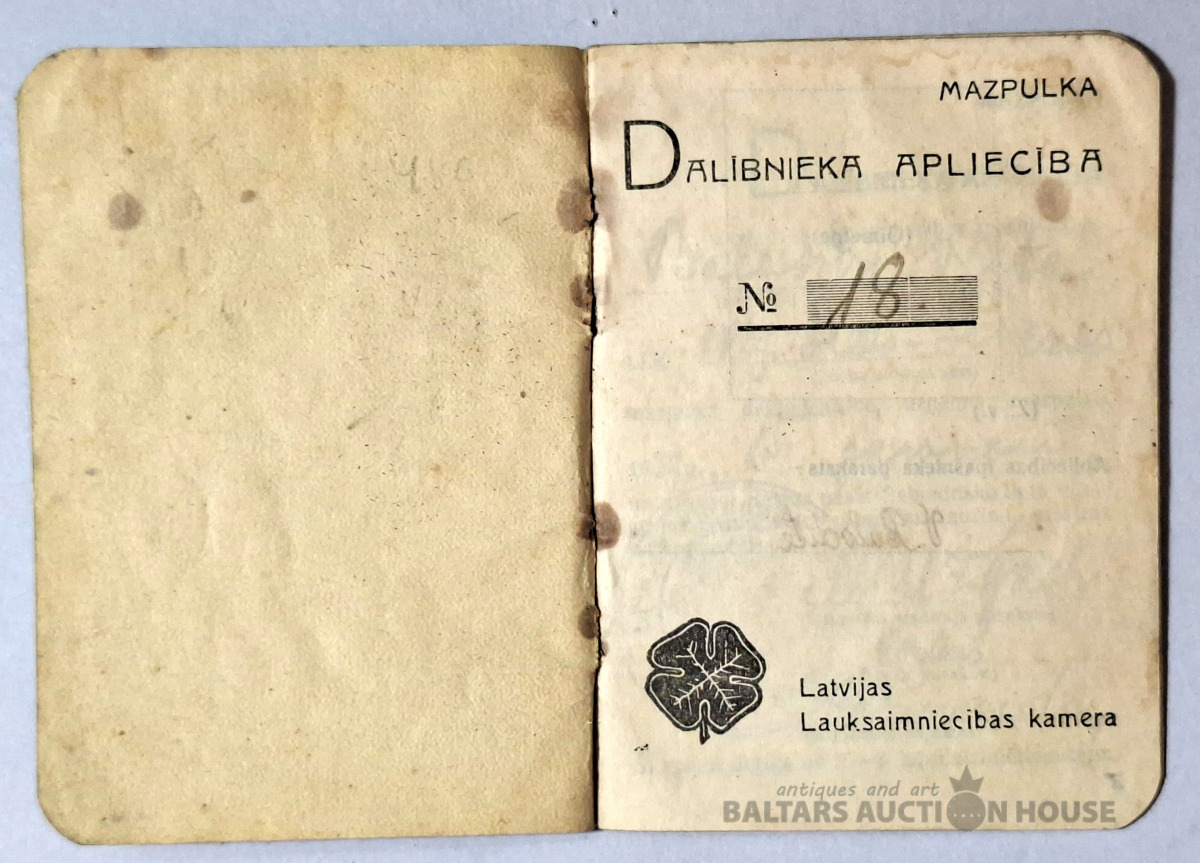 MAZPULKA
DALĪBNIEKA APLIECĪBA
№ 18.
Latvijas
Lauksaimniecības kamera
antiques and art
BALTARS AUCTION HOUSE